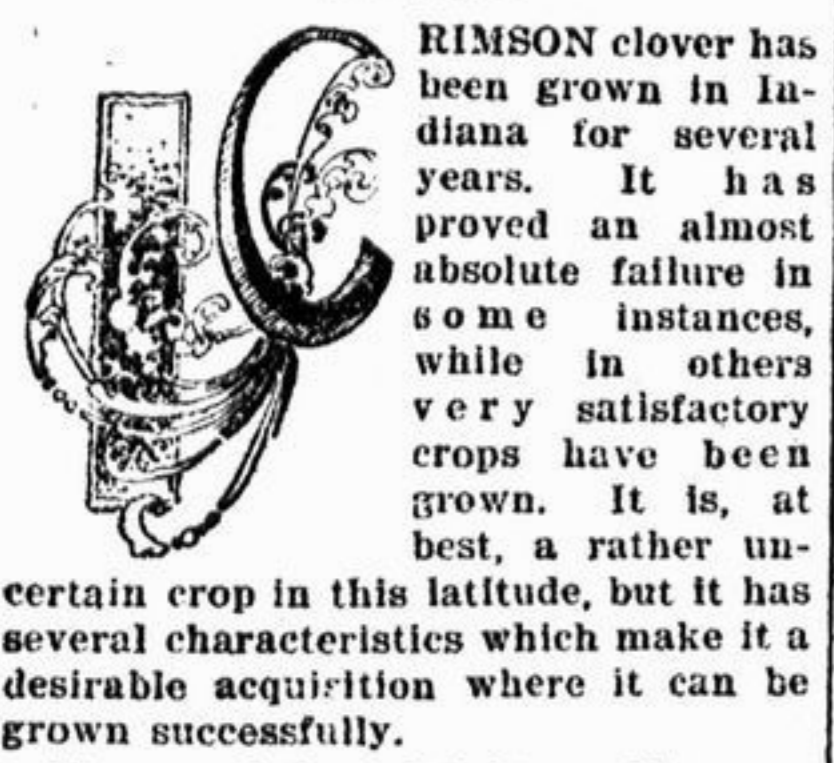 CRIMSON clover has
been grown in In-
diana for several
years. It has
proved an almost
absolute failure in
some instances,
while in others
very satisfactory
crops have been
grown. It is, at
best, a rather un-
certain crop in this latitude, but it has
several characteristics which make it a
desirable acquisition where it can be
grown successfully.